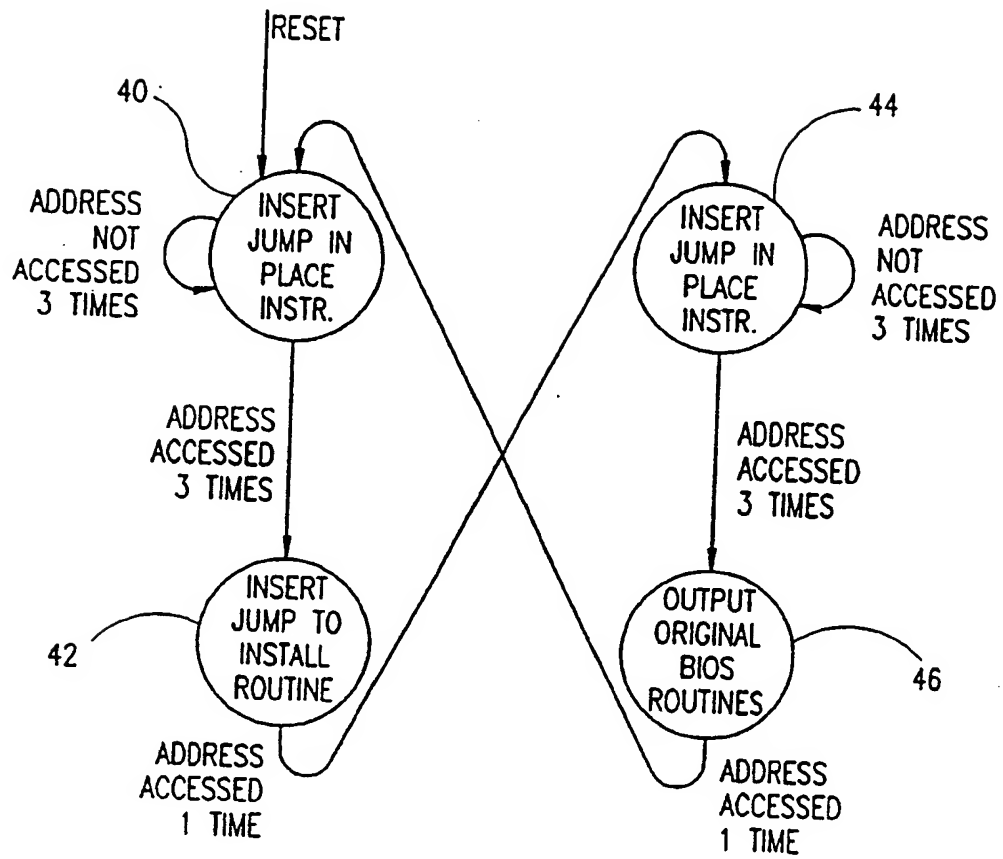 RESET
40
44
ADDRESS
NOT
ACCESSED
3 TIMES
INSERT
JUMP IN
PLACE
INSTR.
INSERT
JUMP IN
PLACE
INSTR.
ADDRESS
NOT
ACCESSED
3 TIMES
ADDRESS
ACCESSED
3 TIMES
ADDRESS
ACCESSED
3 TIMES
INSERT
JUMP TO
INSTALL
ROUTINE
OUTPUT
ORIGINAL
BIOS
ROUTINES
42
46
ADDRESS
ACCESSED
1 TIME
ADDRESS
ACCESSED
1 TIME